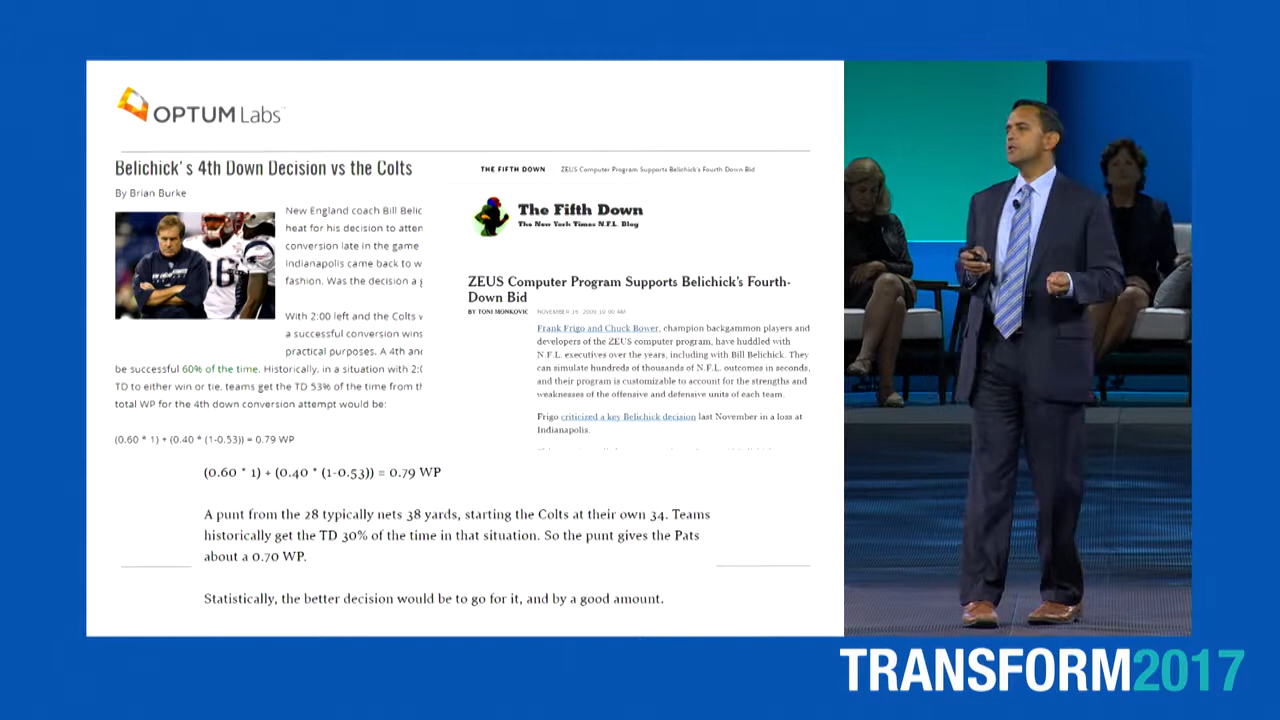 OPTUM Labs™
Belichick's 4th Down Decision vs the Colts
By Brian Burke
New England coach Bill Belic
heat for his decision to atten
conversion late in the game
Indianapolis came back to w
fashion. Was the decision a g
With 2:00 left and the Colts v
a successful conversion wins
practical purposes. A 4th and
be successful 60% of the time. Historically, in a situation with 2:0
TD to either win or tie, teams get the TD 53% of the time from th
total WP for the 4th down conversion attempt would be:
(0.60 * 1) + (0.40 * (1-0.53)) = 0.79 WP
THE FIFTH DOWN ZEUS Computer Program Supports Belichick's Fourth Down Bid
The Fifth Down
The New York Times N.F.L. Blog
ZEUS Computer Program Supports Belichick's Fourth-
Down Bid
BY TONI MONKOVIC NOVEMBER 16, 2009 10:00 AM
Frank Frigo and Chuck Bower, champion backgammon players and
developers of the ZEUS computer program, have huddled with
N.F.L. executives over the years, including with Bill Belichick. They
can simulate hundreds of thousands of N.F.L. outcomes in seconds,
and their program is customizable to account for the strengths and
weaknesses of the offensive and defensive units of each team.
Frigo criticized a key Belichick decision last November in a loss at
Indianapolis.
(0.60 * 1) + (0.40 * (1-0.53)) = 0.79 WP
A punt from the 28 typically nets 38 yards, starting the Colts at their own 34. Teams
historically get the TD 30% of the time in that situation. So the punt gives the Pats
about a 0.70 WP.
Statistically, the better decision would be to go for it, and by a good amount.
TRANSFORM2017